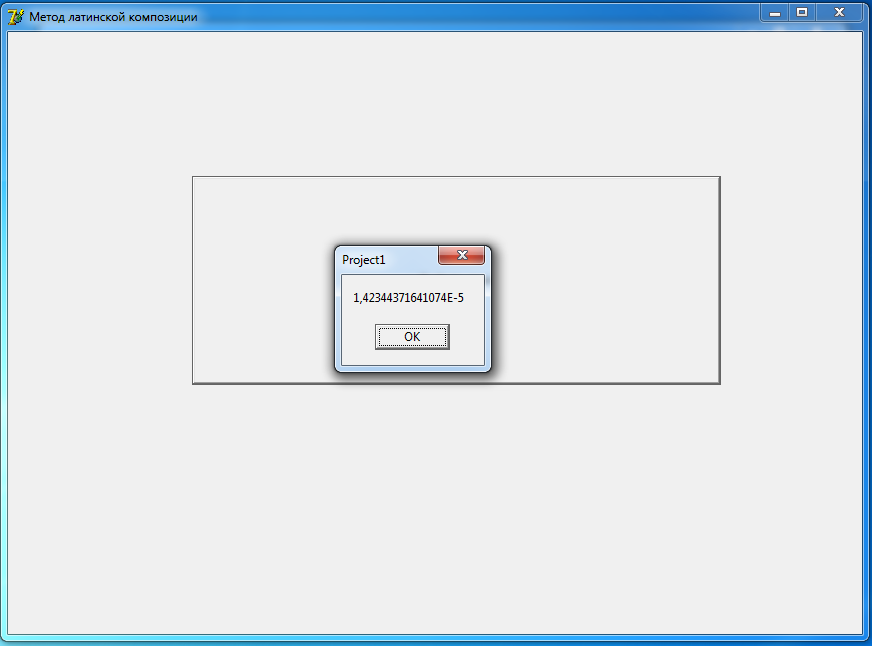 Метод латинской композиции
Project1
1,42344371641074E-5
OK